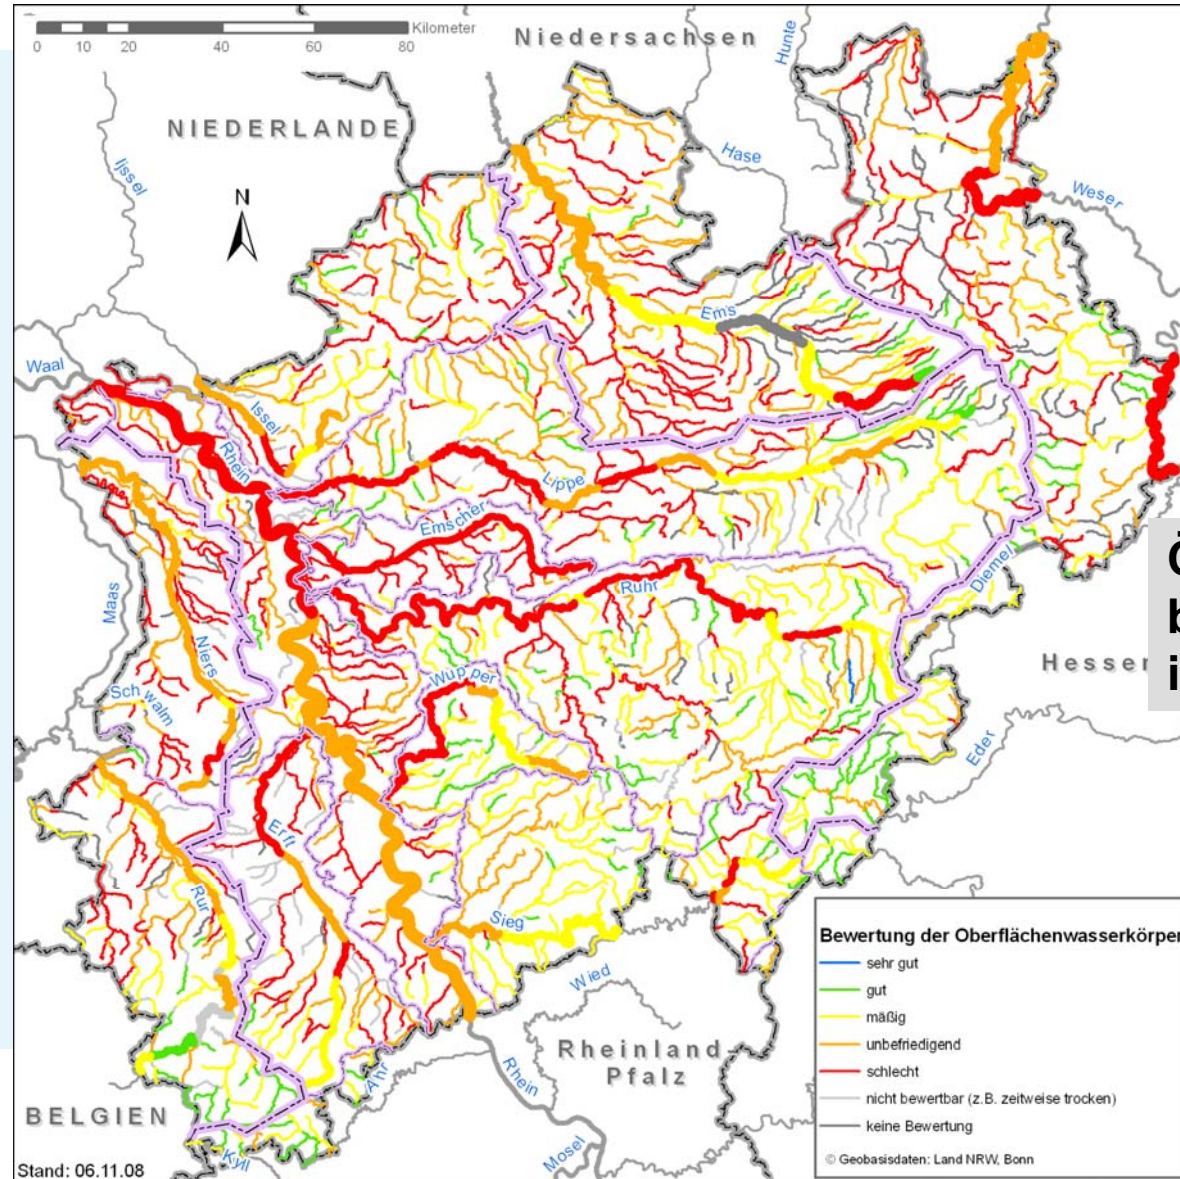 Kilometer
0 10 20 40 60 80
Niedersachsen
Hunte
NIEDERLANDE
Ijssel
Hase
N
Weser
Ems
Waal
Issel
Rhein
Lippe
Emscher
Ruhr
Diemel
Maas
Niers
Hessen
Wupper
Schwalm
Eder
Erft
Rur
Sieg
Wied
Rheinland
Pfalz
Rhein
Ahr
BELGIEN
Kyll
Mosel
Stand: 06.11.08
Bewertung der Oberflächenwasserkörper
sehr gut
gut
mäßig
unbefriedigend
schlecht
nicht bewertbar (z.B. zeitweise trocken)
keine Bewertung
© Geobasisdaten: Land NRW, Bonn